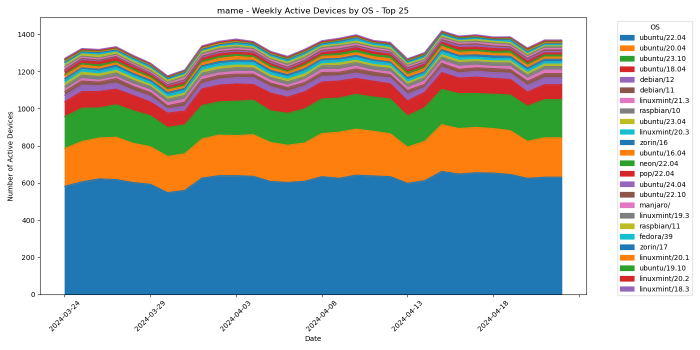 mame - Weekly Active Devices by OS - Top 25
Number of Active Devices
1400
1200
1000
800
600
400
200
0
2024-03-24
2024-03-29
2024-04-03
2024-04-08
2024-04-13
2024-04-18
Date
OS
ubuntu/22.04
ubuntu/20.04
ubuntu/23.10
ubuntu/18.04
debian/12
debian/11
linuxmint/21.3
raspbian/10
ubuntu/23.04
linuxmint/20.3
zorin/16
ubuntu/16.04
neon/22.04
pop/22.04
ubuntu/24.04
ubuntu/22.10
manjaro/
linuxmint/19.3
raspbian/11
fedora/39
zorin/17
linuxmint/20.1
ubuntu/19.10
linuxmint/20.2
linuxmint/18.3